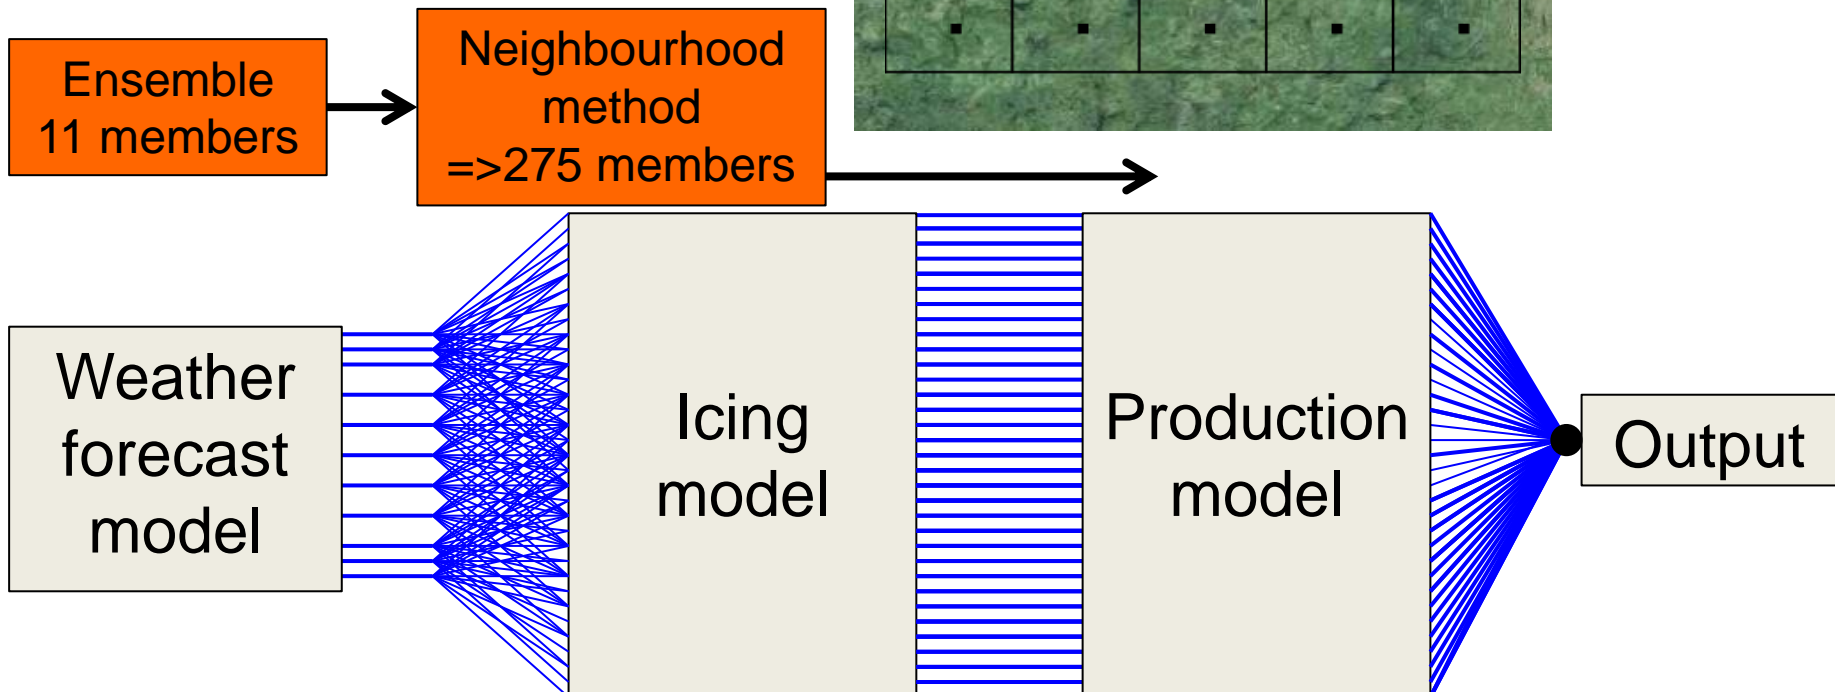 Ensemble
11 members
Neighbourhood
method
=>275 members
Weather
forecast
model
Icing
model
Production
model
Output